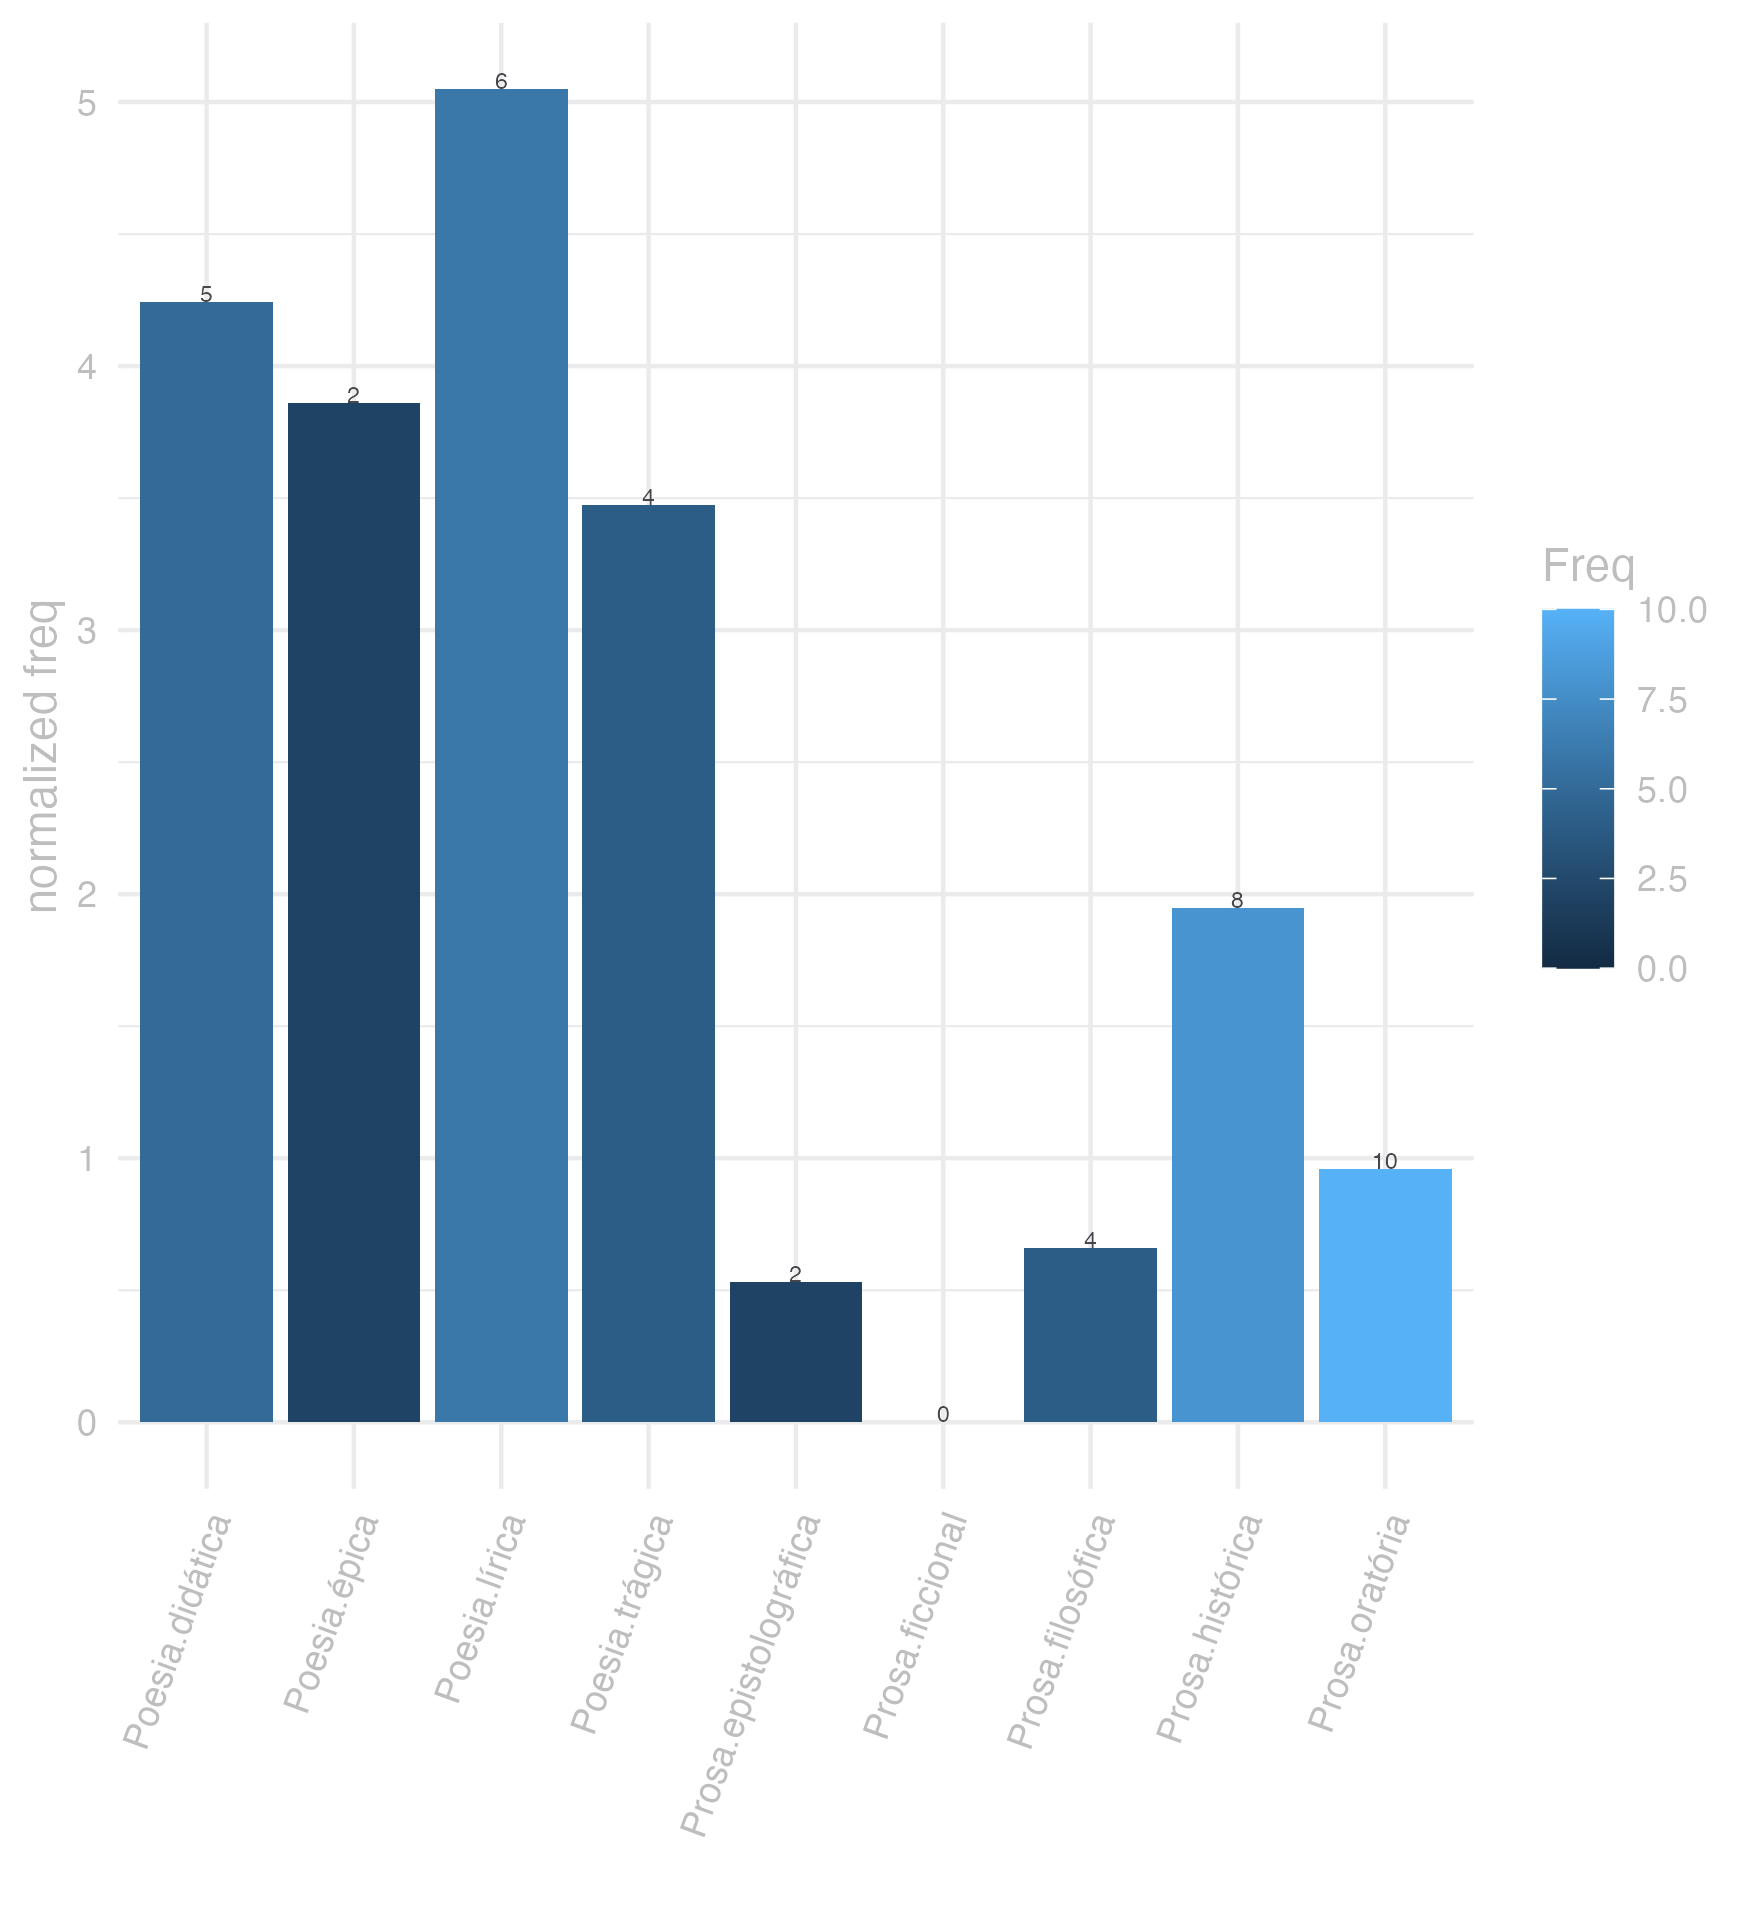 normalized freq
5
4
3
2
1
0
5
2
6
4
2
0
4
8
10
Poesia.didática
Poesia.épica
Poesia.lírica
Poesia.trágica
Prosa.epistolográfica
Prosa.ficcional
Prosa.filosófica
Prosa.histórica
Prosa.oratória
Freq
10.0
7.5
5.0
2.5
0.0